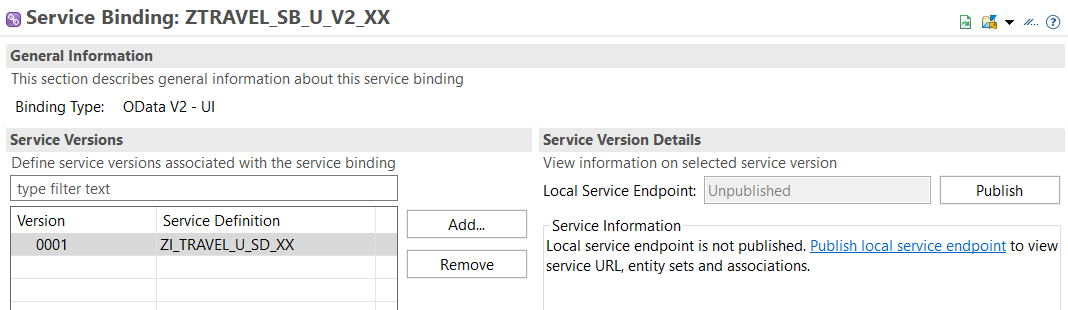 Service Binding: ZTRAVEL_SB_U_V2_XX
General Information
This section describes general information about this service binding
Binding Type: OData V2 - UI
Service Versions
Define service versions associated with the service binding
type filter text
Version Service Definition
0001 ZI_TRAVEL_U_SD_XX
Add...
Remove
Service Version Details
View information on selected service version
Local Service Endpoint: Unpublished Publish
Service Information
Local service endpoint is not published. Publish local service endpoint to view
service URL, entity sets and associations.